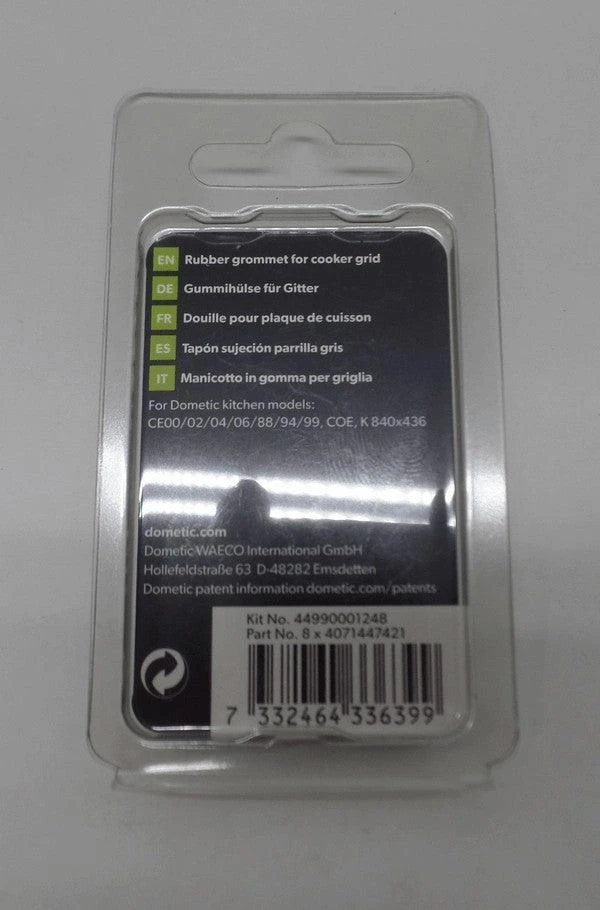 EN Rubber grommet for cooker grid
DE Gummihülse für Gitter
FR Douille pour plaque de cuisson
ES Tapón sujeción parrilla gris
IT Manicotto in gomma per griglia
For Dometic kitchen models:
CE00/02/04/06/88/94/99, COE, K 840x436
dometic.com
Dometic WAECO International GmbH
Hollefeldstraße 63 D-48282 Emsdetten
Dometic patent information dometic.com/patents
Kit No. 44990001248
Part No. 8 x 4071447421
7 332464 336399